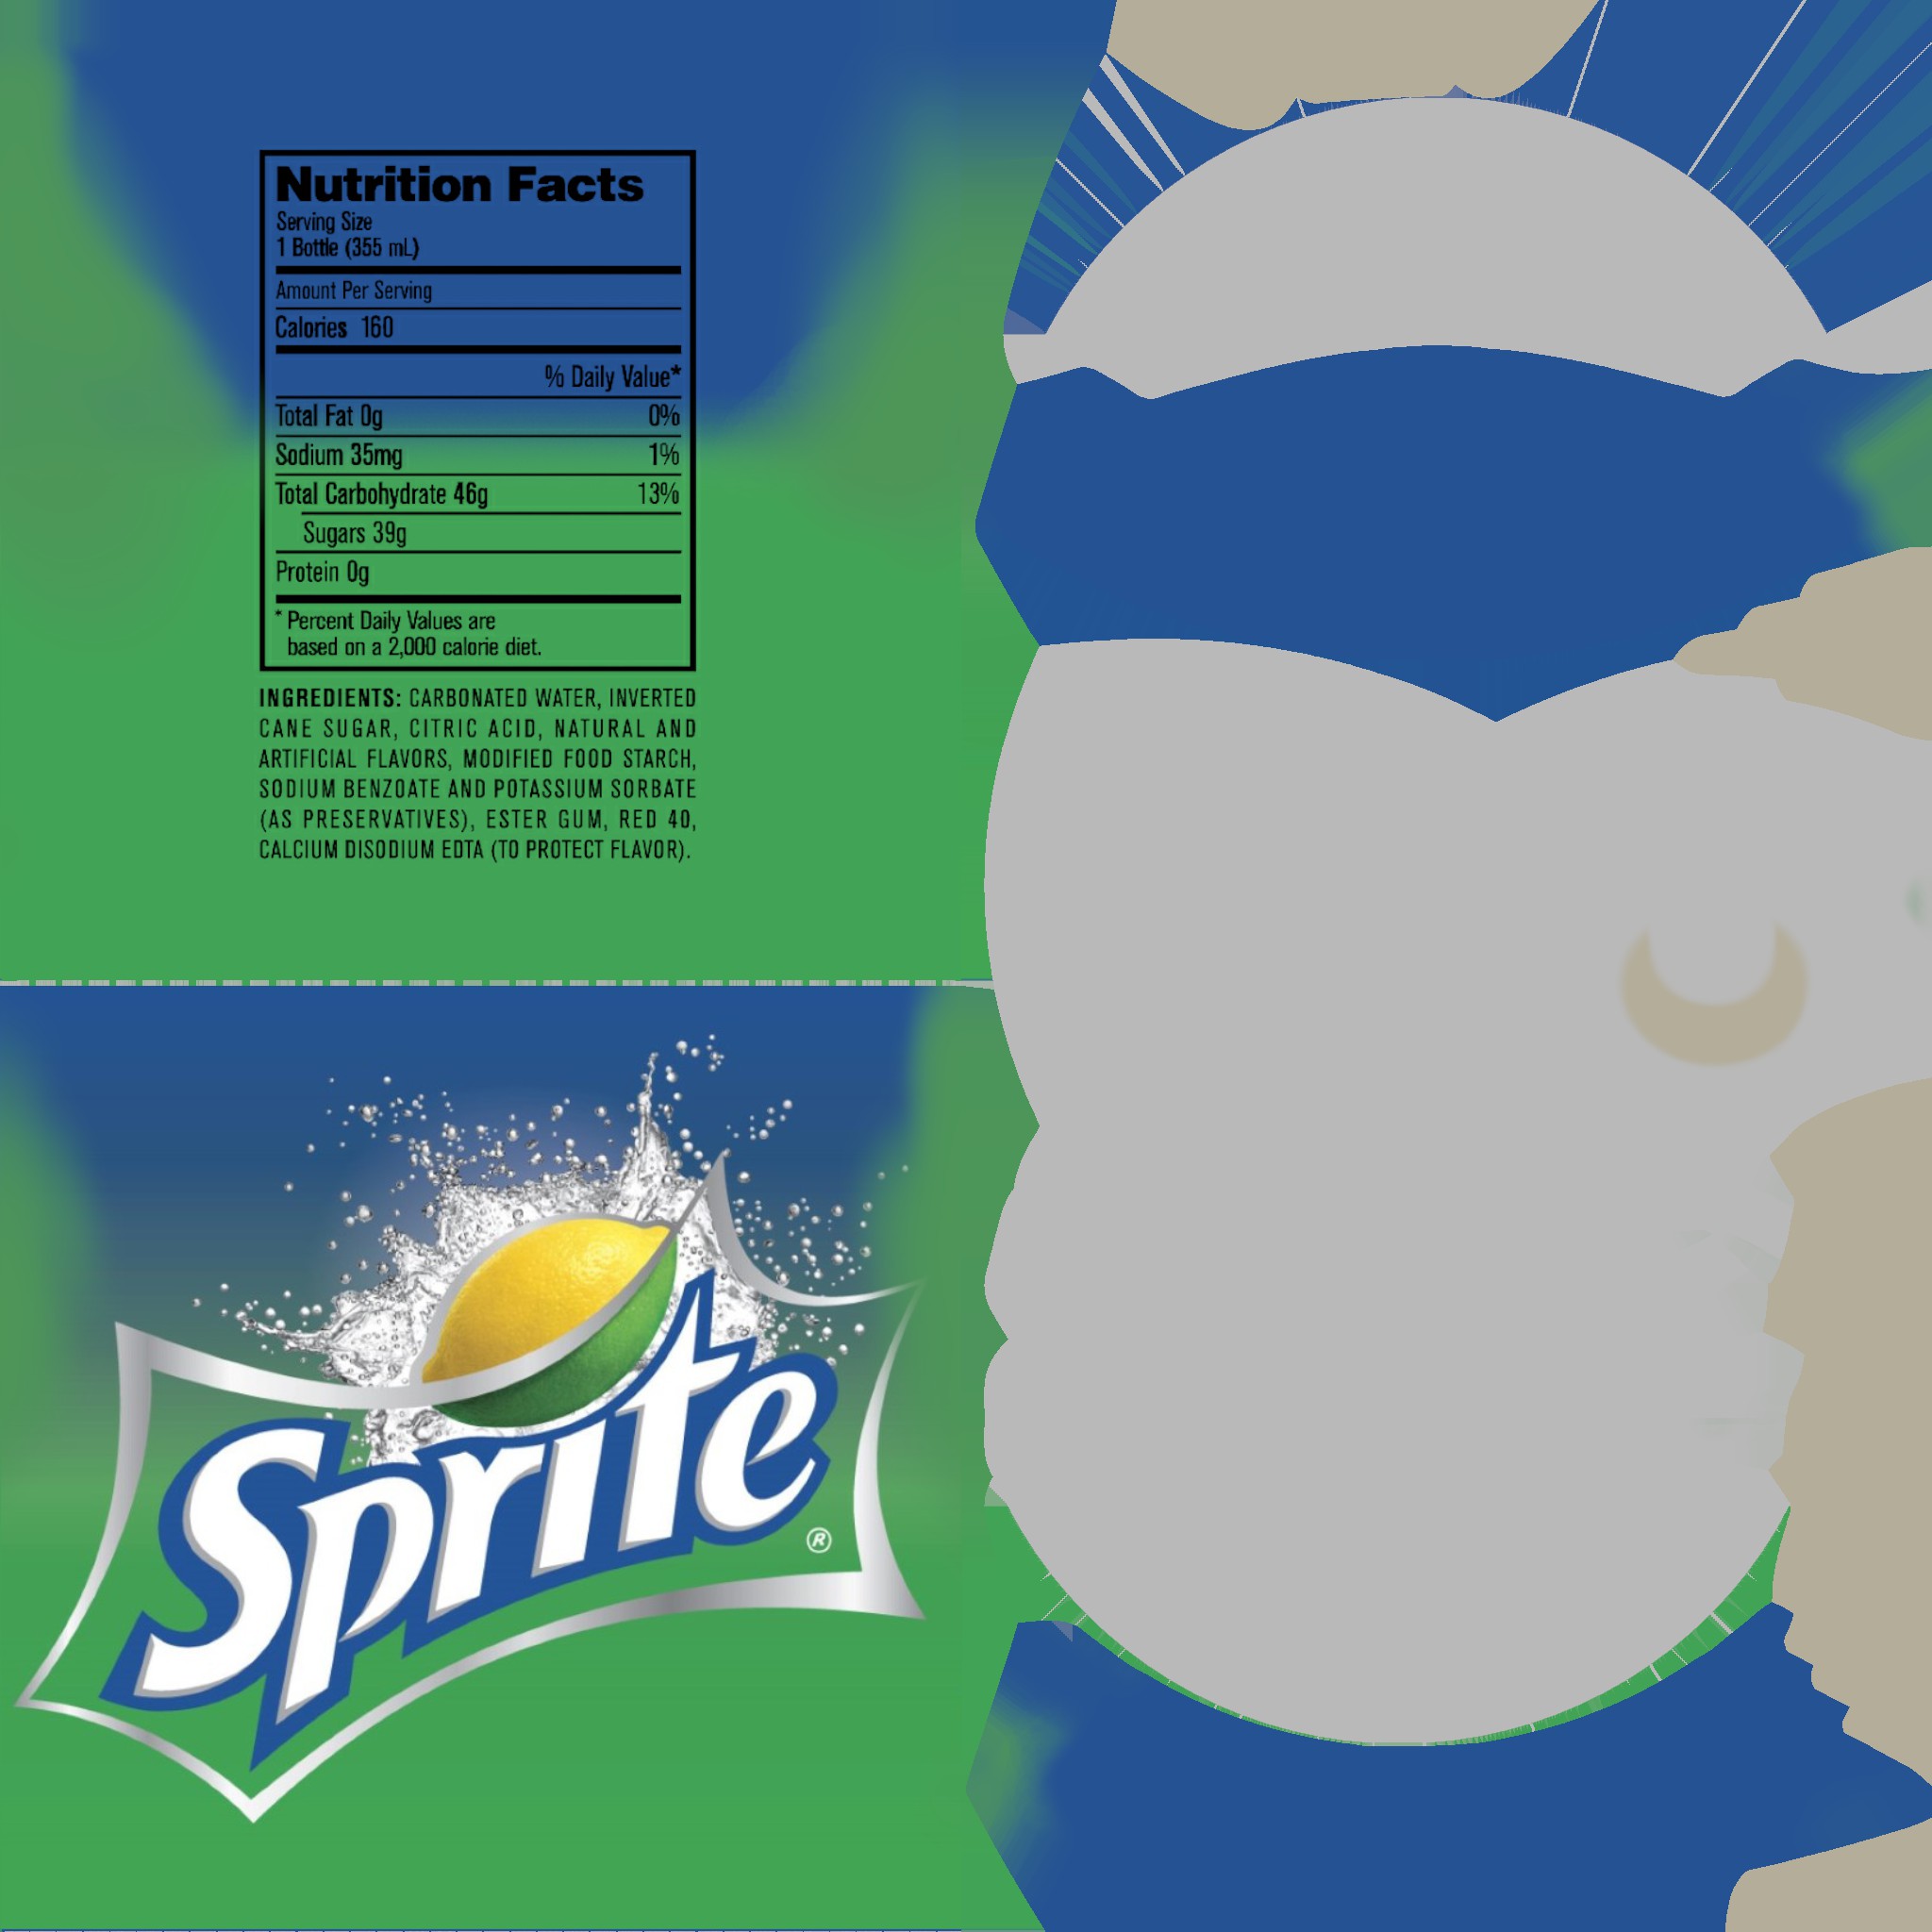 Nutrition Facts
Serving Size
1 Bottle (355 mL)
Amount Per Serving
Calories 160
% Daily Value*
Total Fat 0g 0%
Sodium 35mg 1%
Total Carbohydrate 46g 13%
Sugars 39g
Protein 0g
* Percent Daily Values are
based on a 2,000 calorie diet.
INGREDIENTS: CARBONATED WATER, INVERTED
CANE SUGAR, CITRIC ACID, NATURAL AND
ARTIFICIAL FLAVORS, MODIFIED FOOD STARCH,
SODIUM BENZOATE AND POTASSIUM SORBATE
(AS PRESERVATIVES), ESTER GUM, RED 40,
CALCIUM DISODIUM EDTA (TO PROTECT FLAVOR).
Sprite
®